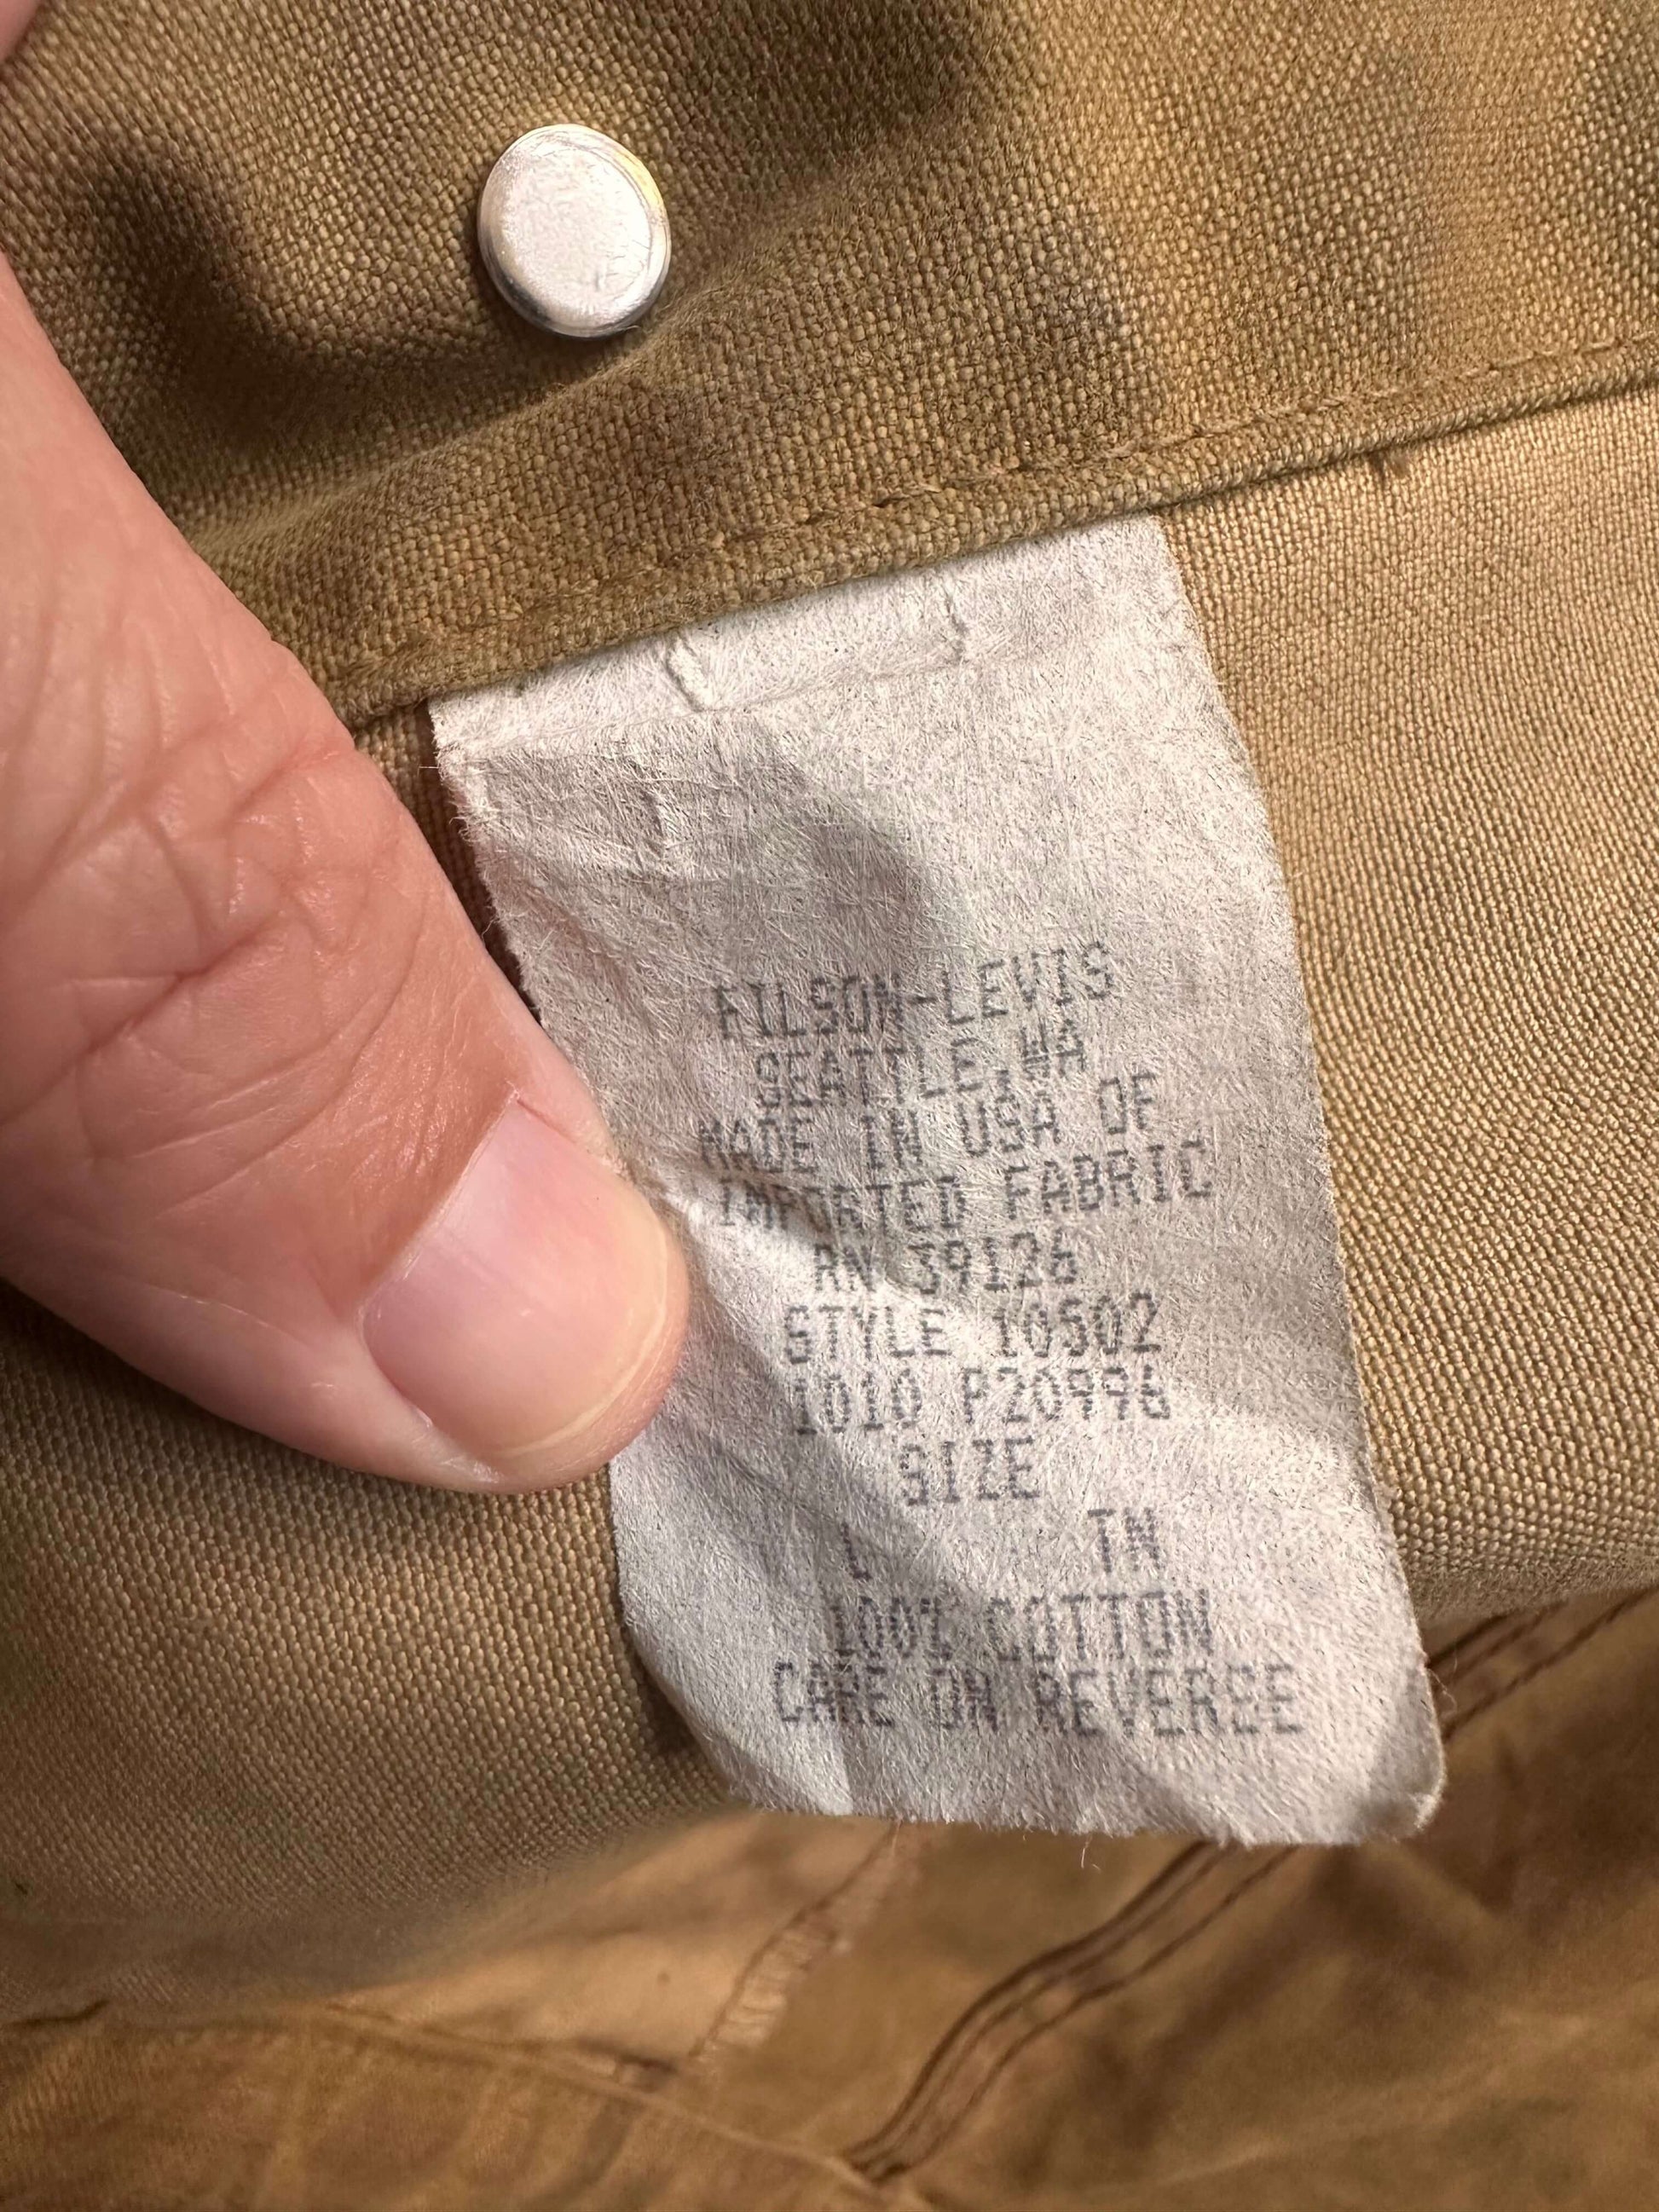 FILSON-LEVIS
SEATTLE,WA
MADE IN USA OF
IMPORTED FABRIC
RN 39126
STYLE 10502
1010 P20996
SIZE
L TN
100% COTTON
CARE ON REVERSE